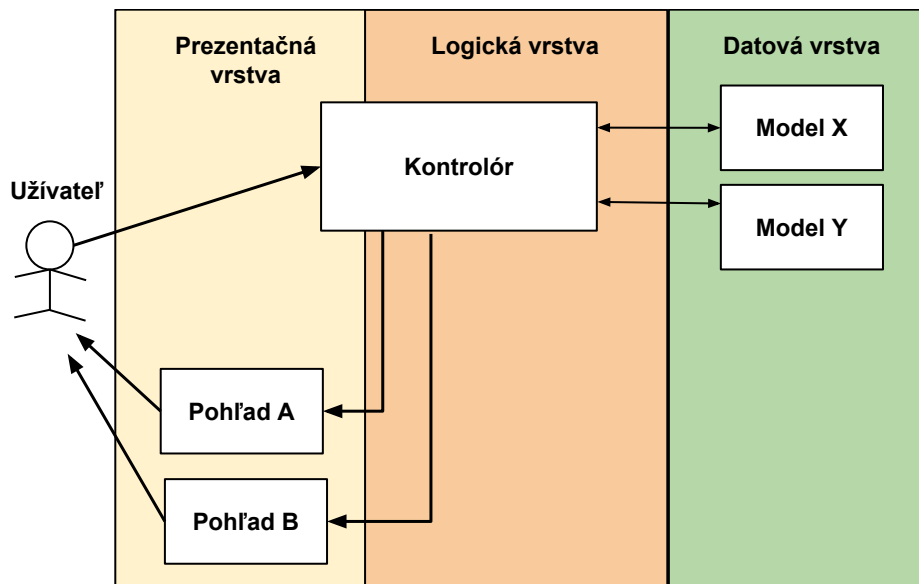 Prezentačná
vrstva
Logická vrstva
Datová vrstva
Kontrolór
Model X
Užívateľ
Model Y
Pohľad A
Pohľad B